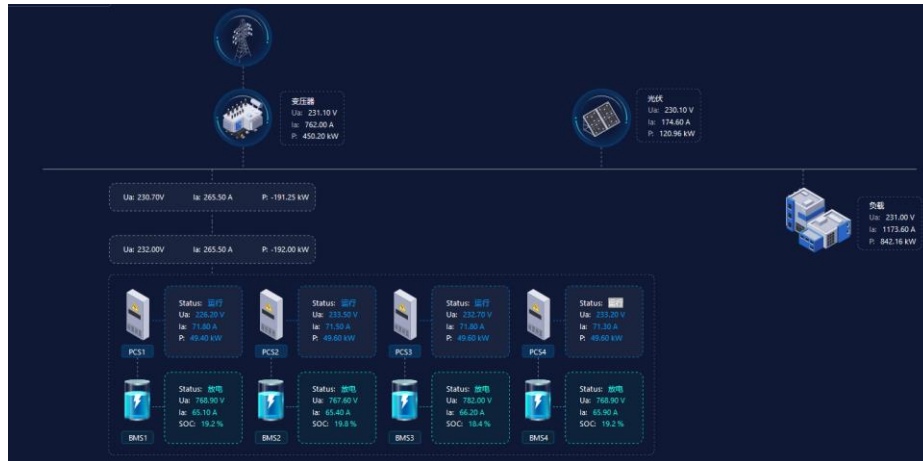 变压器
Ua: 231.10 V
Ia: 762.00 A
P: 450.20 kW
光伏
Ua: 230.10 V
Ia: 174.60 A
P: 120.96 kW
Ua: 230.70V Ia: 265.50 A P: -191.25 kW
负载
Ua: 231.00 V
Ia: 1173.60 A
P: 842.16 kW
Ua: 232.00V Ia: 265.50 A P: -192.00 kW
Status: 运行
Ua: 226.20 V
Ia: 71.80 A
P: 49.40 kW
PCS1
Status: 运行
Ua: 233.50 V
Ia: 71.50 A
P: 49.60 kW
PCS2
Status: 运行
Ua: 232.70 V
Ia: 71.80 A
P: 49.60 kW
PCS3
Status: 运行
Ua: 233.20 V
Ia: 71.30 A
P: 49.60 kW
PCS4
Status: 放电
Ua: 768.90 V
Ia: 65.10 A
SOC: 19.2 %
BMS1
Status: 放电
Ua: 767.60 V
Ia: 65.40 A
SOC: 19.8 %
BMS2
Status: 放电
Ua: 782.00 V
Ia: 66.20 A
SOC: 18.4 %
BMS3
Status: 放电
Ua: 768.90 V
Ia: 65.90 A
SOC: 19.2 %
BMS4